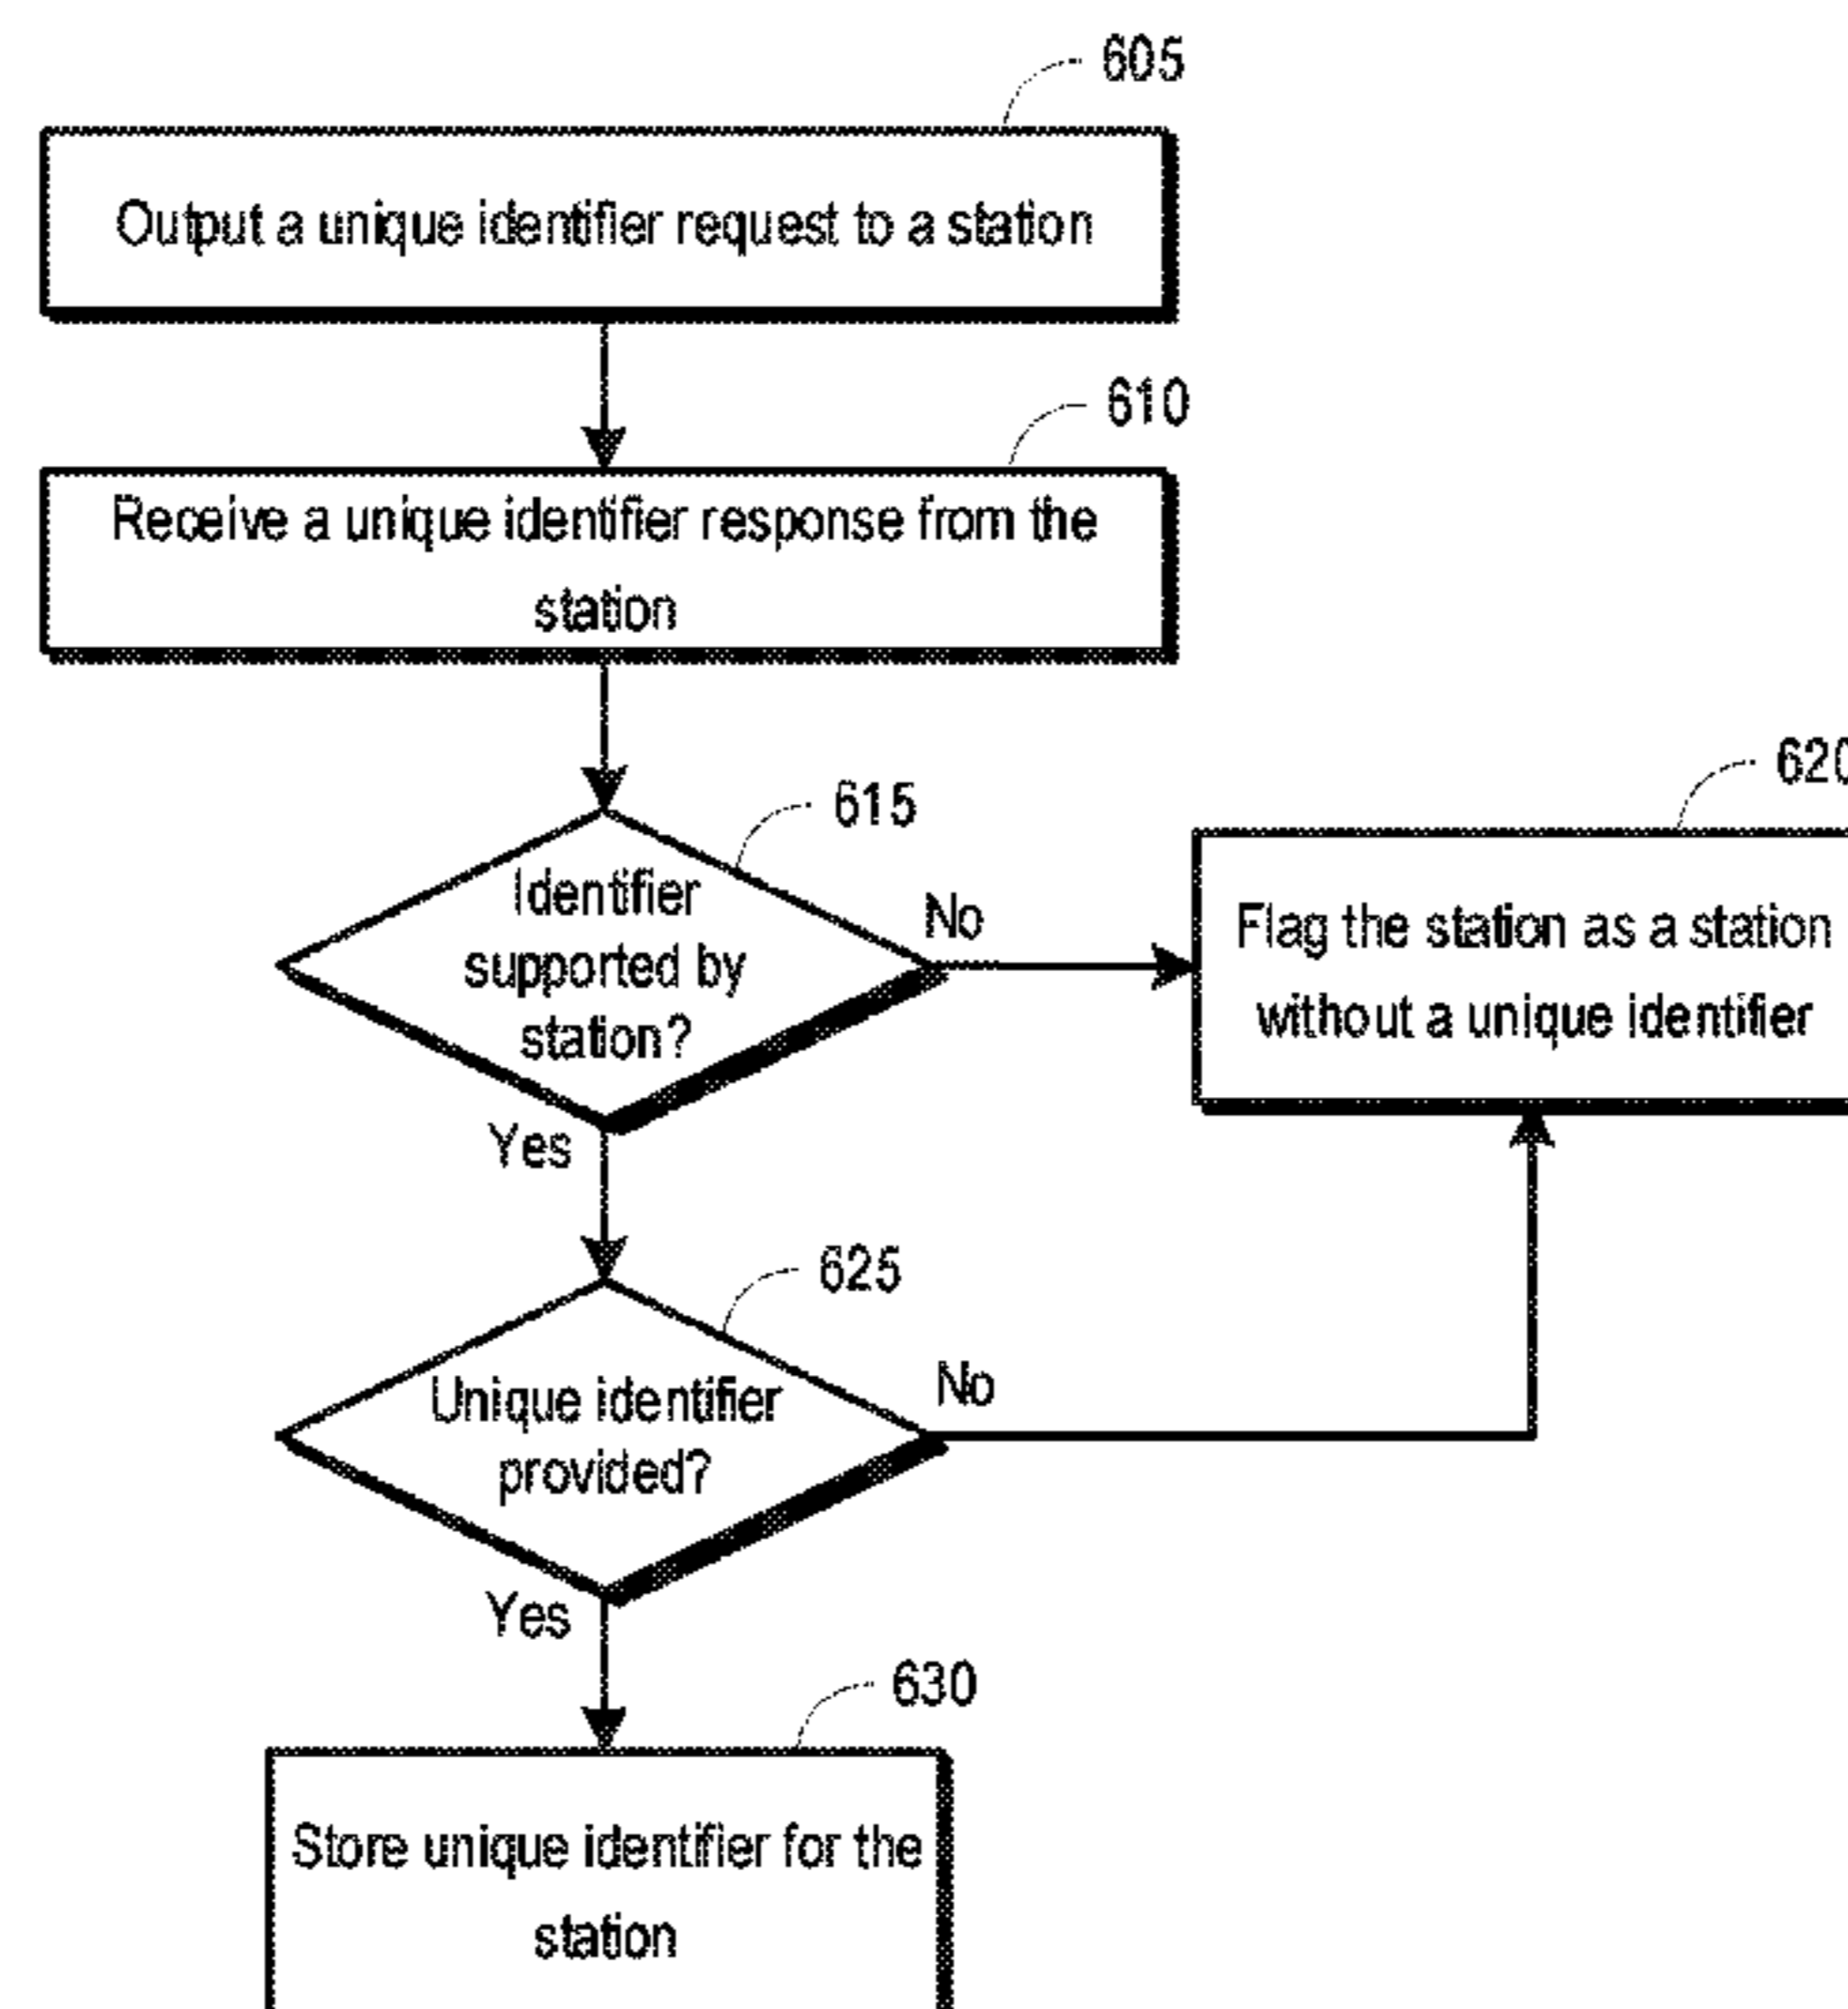 605
Output a unique identifier request to a station
610
Receive a unique identifier response from the
station
615
620
Identifier
supported by
station?
No
Flag the station as a station
without a unique identifier
Yes
625
Unique identifier
provided?
No
Yes
630
Store unique identifier for the
station